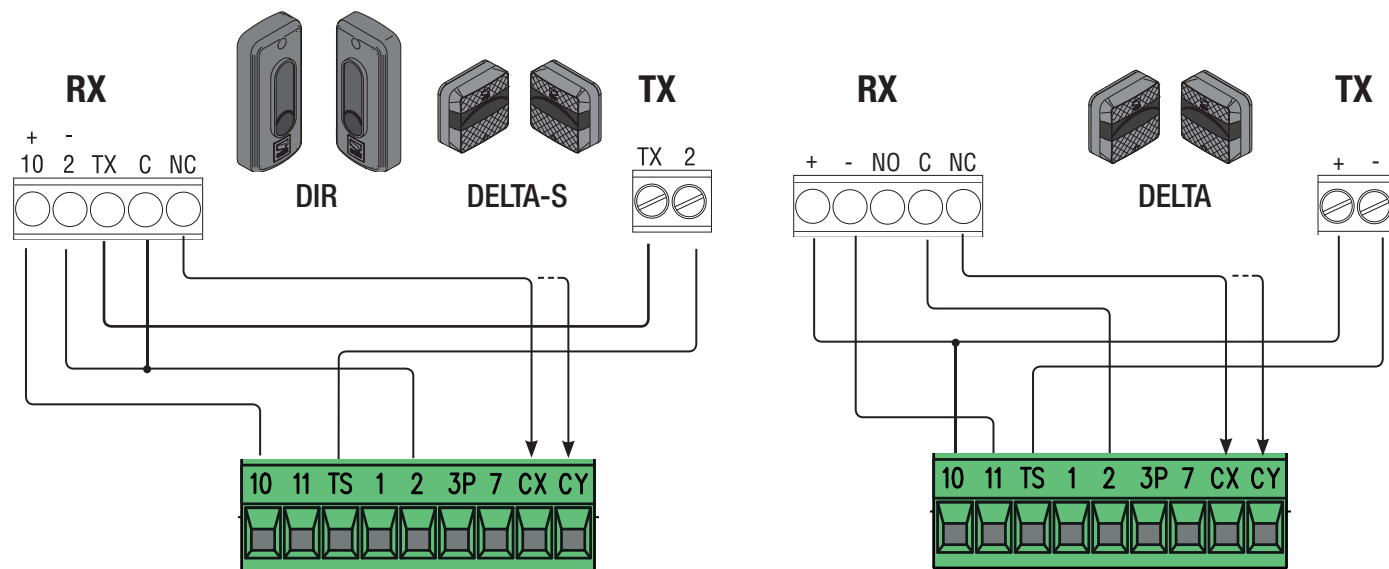 RX TX
+ -
10 2 TX C NC
TX 2
DIR DELTA-S
10 11 TS 1 2 3P 7 CX CY
RX TX
+ - NO C NC
+ -
DELTA
10 11 TS 1 2 3P 7 CX CY